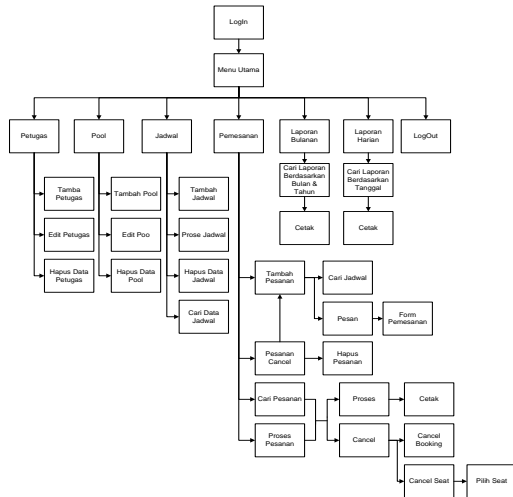 LogIn
Menu Utama
Petugas
Pool
Jadwal
Pemesanan
Laporan
Bulanan
Laporan
Harian
LogOut
Cari Laporan
Berdasarkan
Bulan &
Tahun
Cari Laporan
Berdasarkan
Tanggal
Tamba
Petugas
Tambah Pool
Tambah
Jadwal
Cetak
Cetak
Edit Petugas
Edit Poo
Prose Jadwal
Hapus Data
Petugas
Hapus Data
Pool
Hapus Data
Jadwal
Tambah
Pesanan
Cari Jadwal
Cari Data
Jadwal
Pesan
Form
Pemesanan
Pesanan
Cancel
Hapus
Pesanan
Cari Pesanan
Proses
Cetak
Proses
Pesanan
Cancel
Cancel
Booking
Cancel Seat
Pilih Seat